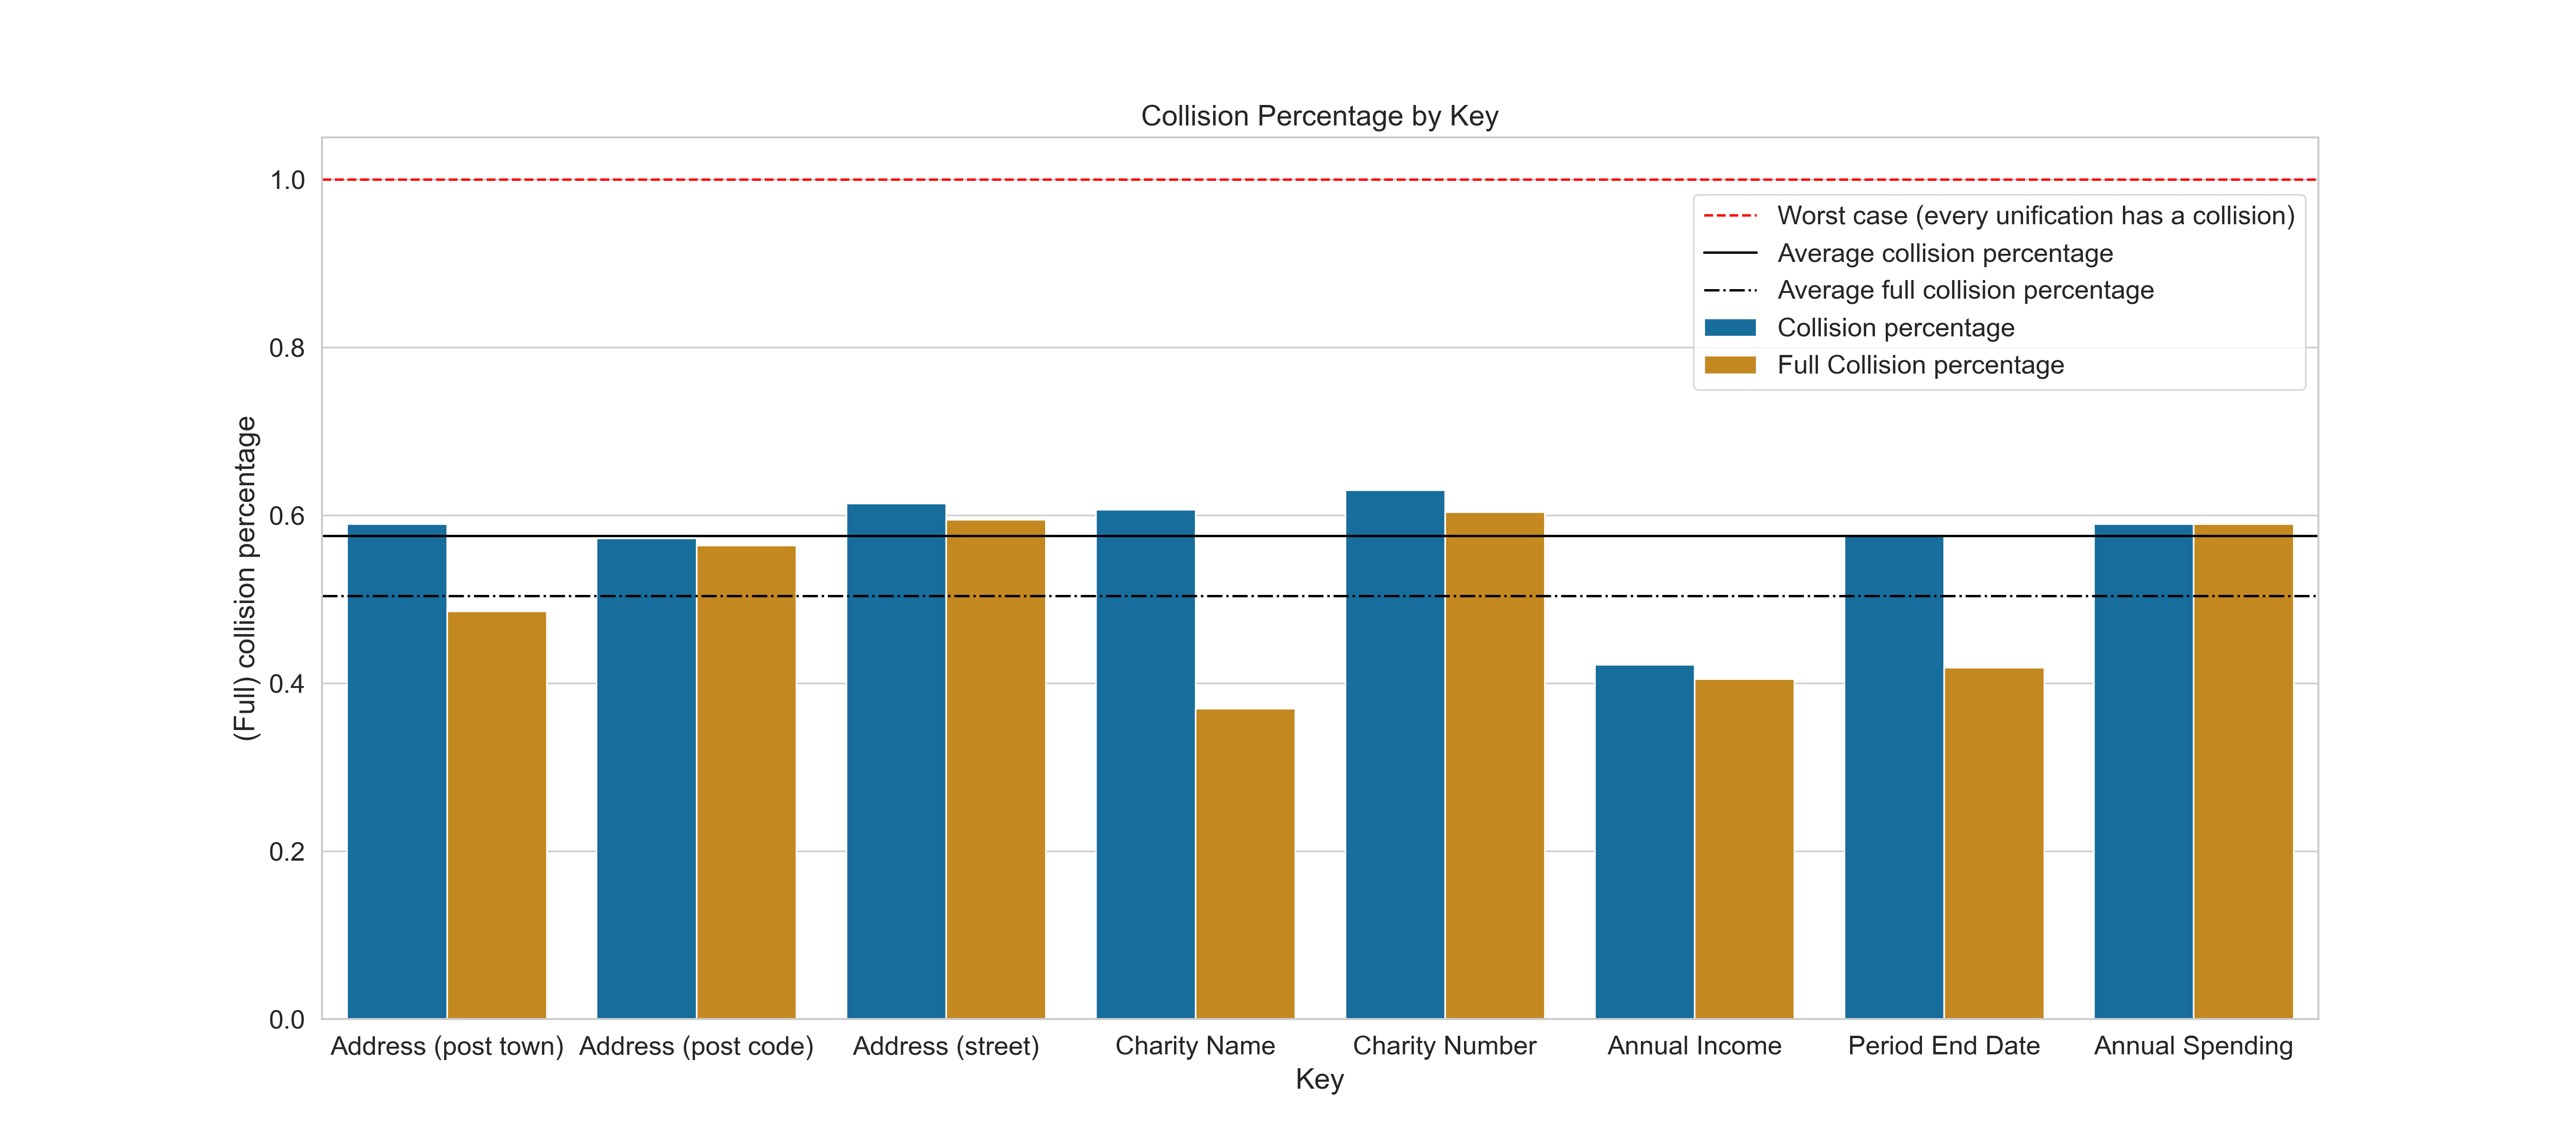 Collision Percentage by Key
1.0
0.8
0.6
0.4
0.2
0.0
(Full) collision percentage
Worst case (every unification has a collision)
Average collision percentage
Average full collision percentage
Collision percentage
Full Collision percentage
Address (post town)
Address (post code)
Address (street)
Charity Name
Charity Number
Annual Income
Period End Date
Annual Spending
Key